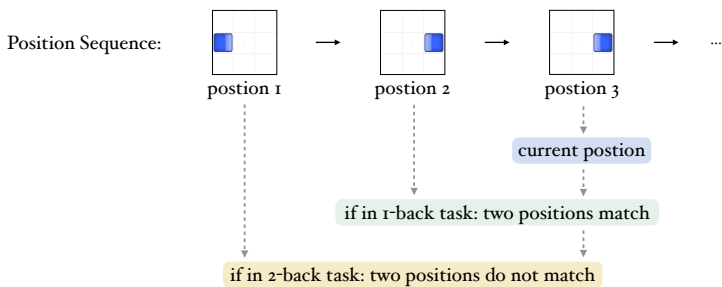 Position Sequence:
...
postion 1
postion 2
postion 3
current postion
if in 1-back task: two positions match
if in 2-back task: two positions do not match